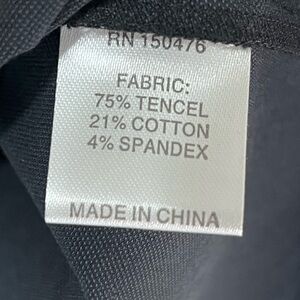 RN 150476
FABRIC:
75% TENCEL
21% COTTON
4% SPANDEX
MADE IN CHINA